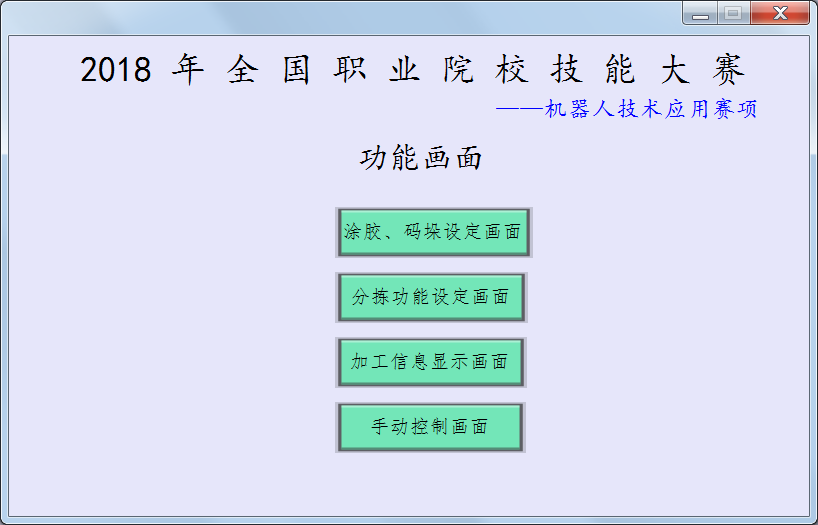 2018 年 全 国 职 业 院 校 技 能 大 赛
——机器人技术应用赛项
功能画面
涂胶、码垛设定画面
分拣功能设定画面
加工信息显示画面
手动控制画面